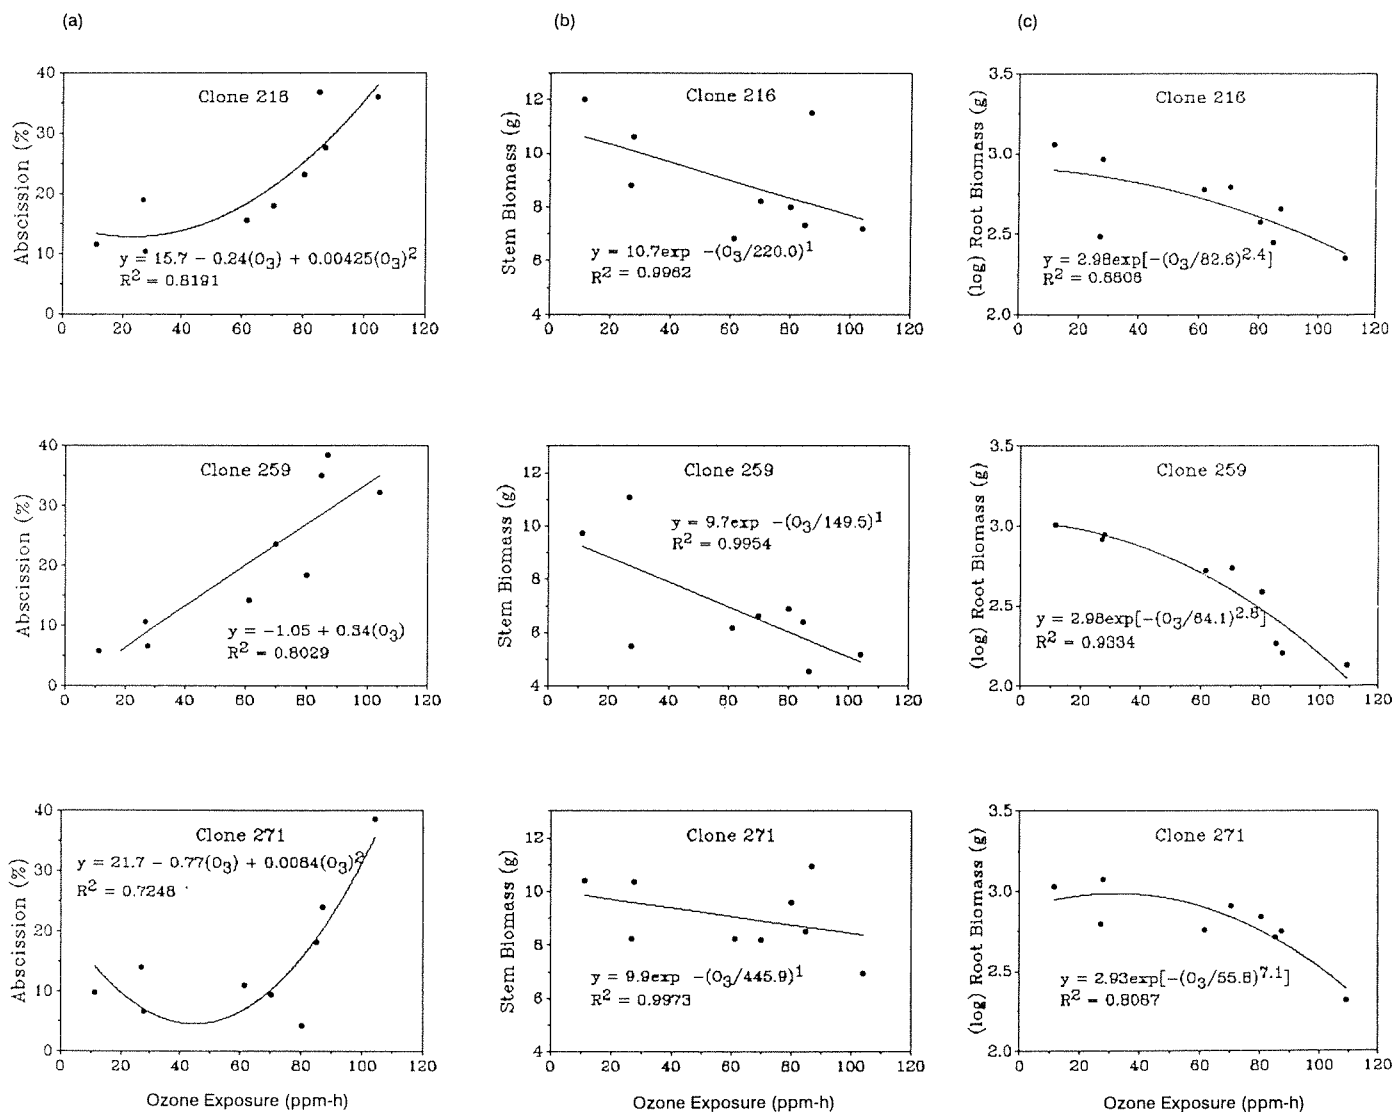 (a)
(b)
(c)
Abscission (%)
40
30
20
10
0
Clone 216
y = 15.7 − 0.24(O3) + 0.00425(O3)2
R2 = 0.8191
0 20 40 60 80 100 120
Stem Biomass (g)
12
10
8
6
4
Clone 216
y = 10.7exp −(O3/220.0)1
R2 = 0.9962
0 20 40 60 80 100 120
(log) Root Biomass (g)
3.5
3.0
2.5
2.0
Clone 216
y = 2.98exp[−(O3/82.6)2.4]
R2 = 0.8808
0 20 40 60 80 100 120
Abscission (%)
40
30
20
10
0
Clone 259
y = −1.05 + 0.34(O3)
R2 = 0.8029
0 20 40 60 80 100 120
Stem Biomass (g)
12
10
8
6
4
Clone 259
y = 9.7exp −(O3/149.5)1
R2 = 0.9954
0 20 40 60 80 100 120
(log) Root Biomass (g)
3.5
3.0
2.5
2.0
Clone 259
y = 2.98exp[−(O3/64.1)2.8]
R2 = 0.9334
0 20 40 60 80 100 120
Abscission (%)
40
30
20
10
0
Clone 271
y = 21.7 − 0.77(O3) + 0.0084(O3)2
R2 = 0.7248
0 20 40 60 80 100 120
Ozone Exposure (ppm-h)
Stem Biomass (g)
12
10
8
6
4
Clone 271
y = 9.9exp −(O3/445.9)1
R2 = 0.9973
0 20 40 60 80 100 120
Ozone Exposure (ppm-h)
(log) Root Biomass (g)
3.5
3.0
2.5
2.0
Clone 271
y = 2.93exp[−(O3/55.8)7.1]
R2 = 0.8087
0 20 40 60 80 100 120
Ozone Exposure (ppm-h)